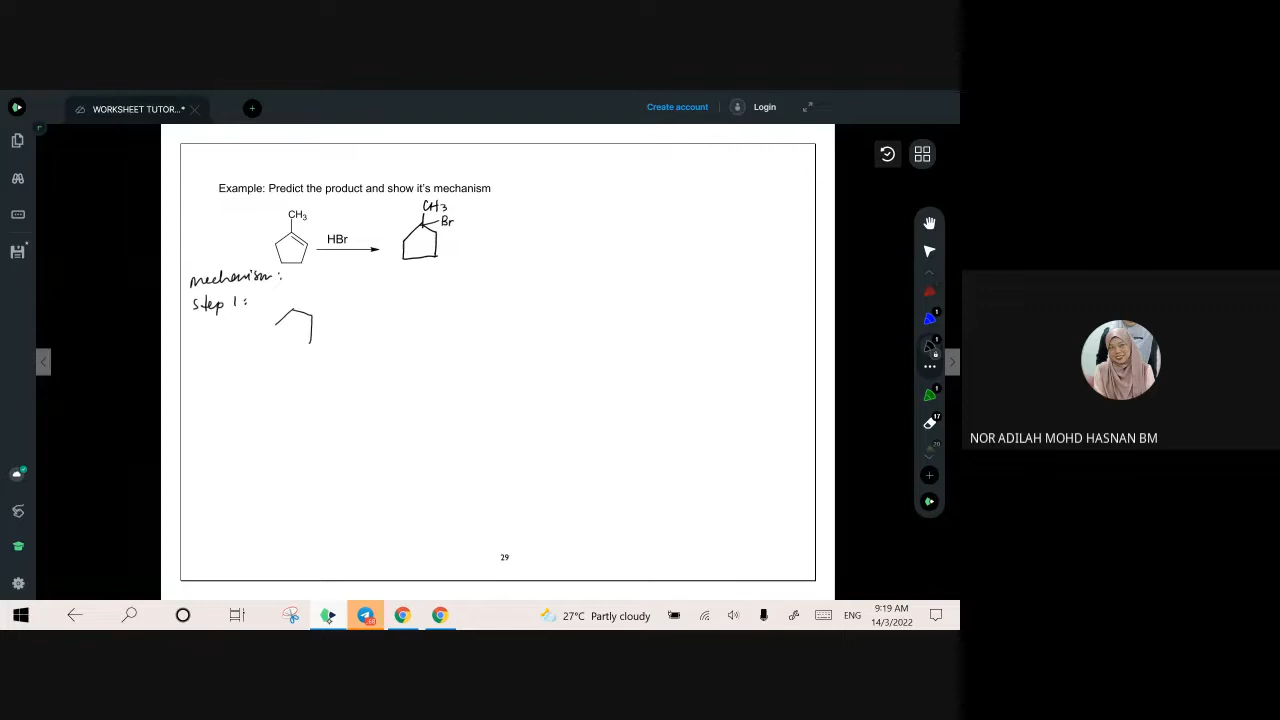 WORKSHEET TUTOR...*
Create account
Login
Example: Predict the product and show it's mechanism
CH3
HBr
CH3
Br
mechanism:
step 1:
29
NOR ADILAH MOHD HASNAN BM
27°C Partly cloudy
ENG
9:19 AM
14/3/2022